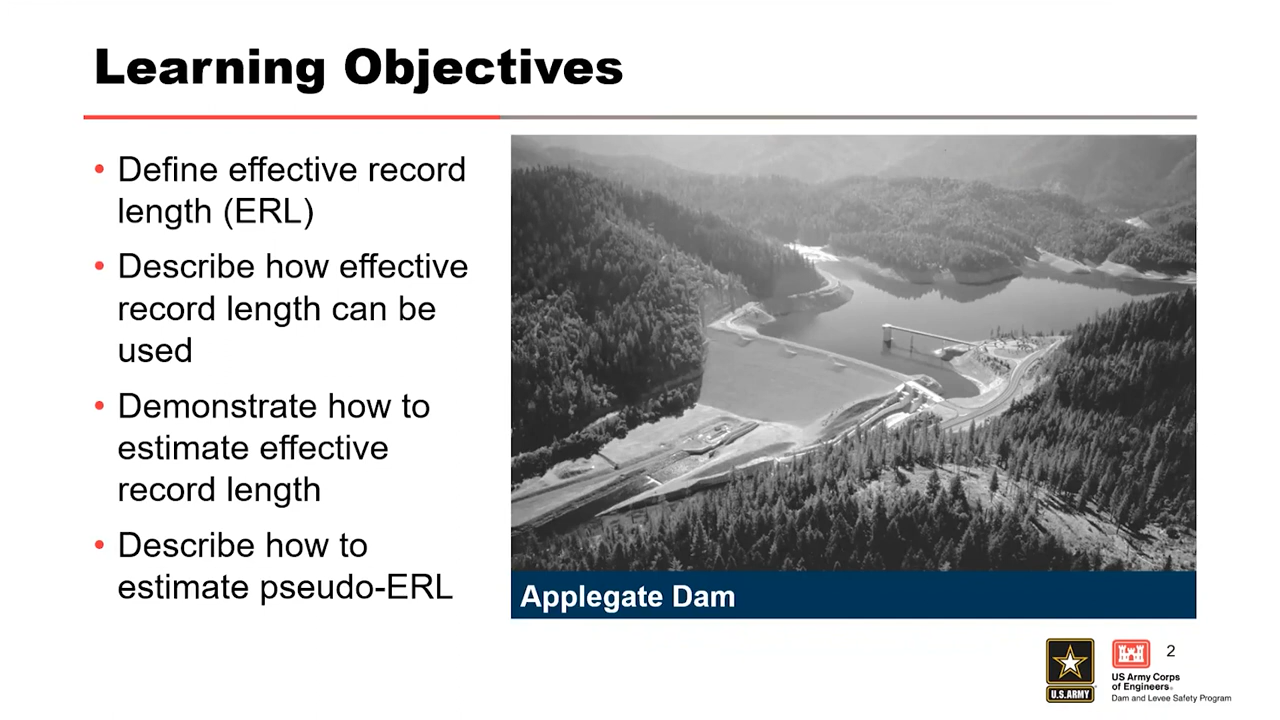 Learning Objectives
• Define effective record
length (ERL)
• Describe how effective
record length can be
used
• Demonstrate how to
estimate effective
record length
• Describe how to
estimate pseudo-ERL
Applegate Dam
U.S.ARMY
US Army Corps
of Engineers®
Dam and Levee Safety Program
2